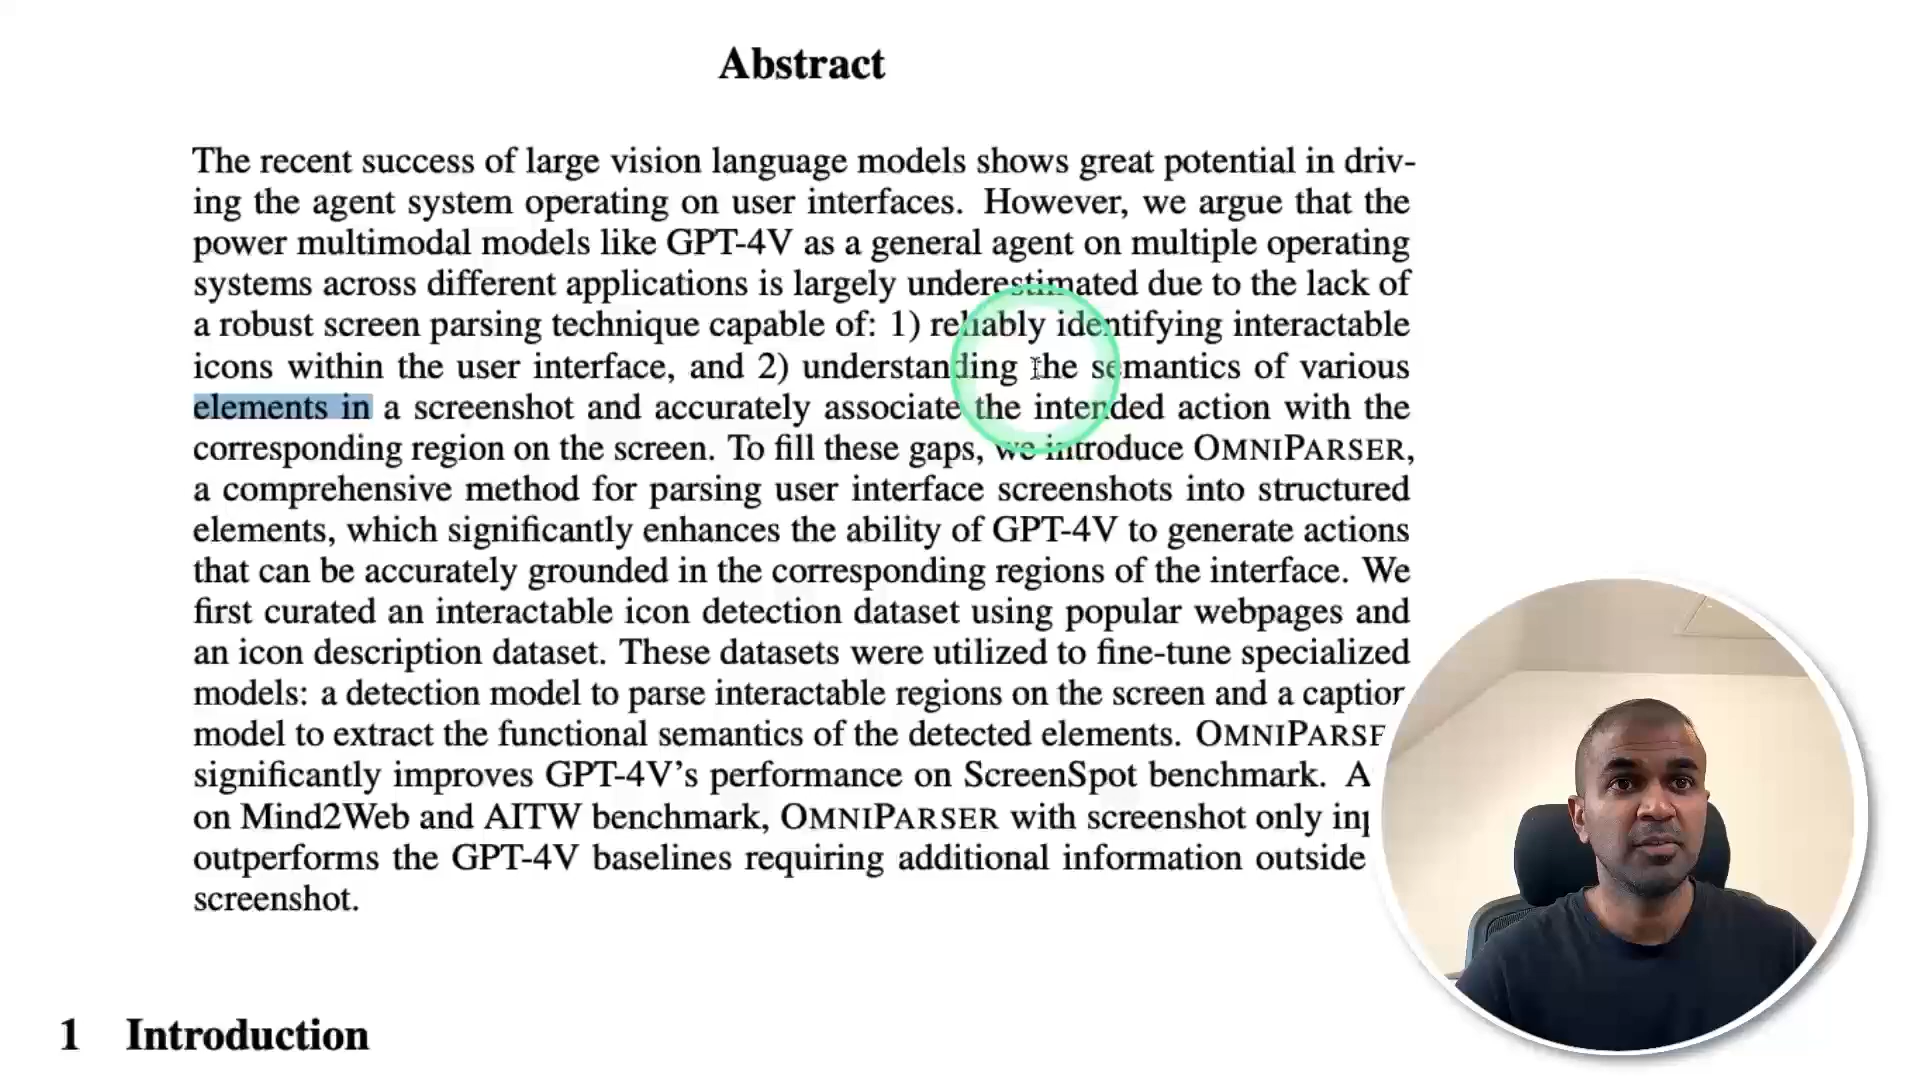 Abstract
The recent success of large vision language models shows great potential in driv-
ing the agent system operating on user interfaces. However, we argue that the
power multimodal models like GPT-4V as a general agent on multiple operating
systems across different applications is largely underestimated due to the lack of
a robust screen parsing technique capable of: 1) reliably identifying interactable
icons within the user interface, and 2) understanding the semantics of various
elements in a screenshot and accurately associate the intended action with the
corresponding region on the screen. To fill these gaps, we introduce OMNIPARSER,
a comprehensive method for parsing user interface screenshots into structured
elements, which significantly enhances the ability of GPT-4V to generate actions
that can be accurately grounded in the corresponding regions of the interface. We
first curated an interactable icon detection dataset using popular webpages and
an icon description dataset. These datasets were utilized to fine-tune specialized
models: a detection model to parse interactable regions on the screen and a caption
model to extract the functional semantics of the detected elements. OMNIPARSE
significantly improves GPT-4V's performance on ScreenSpot benchmark. A
on Mind2Web and AITW benchmark, OMNIPARSER with screenshot only
outperforms the GPT-4V baselines requiring additional information outside
screenshot.
1 Introduction